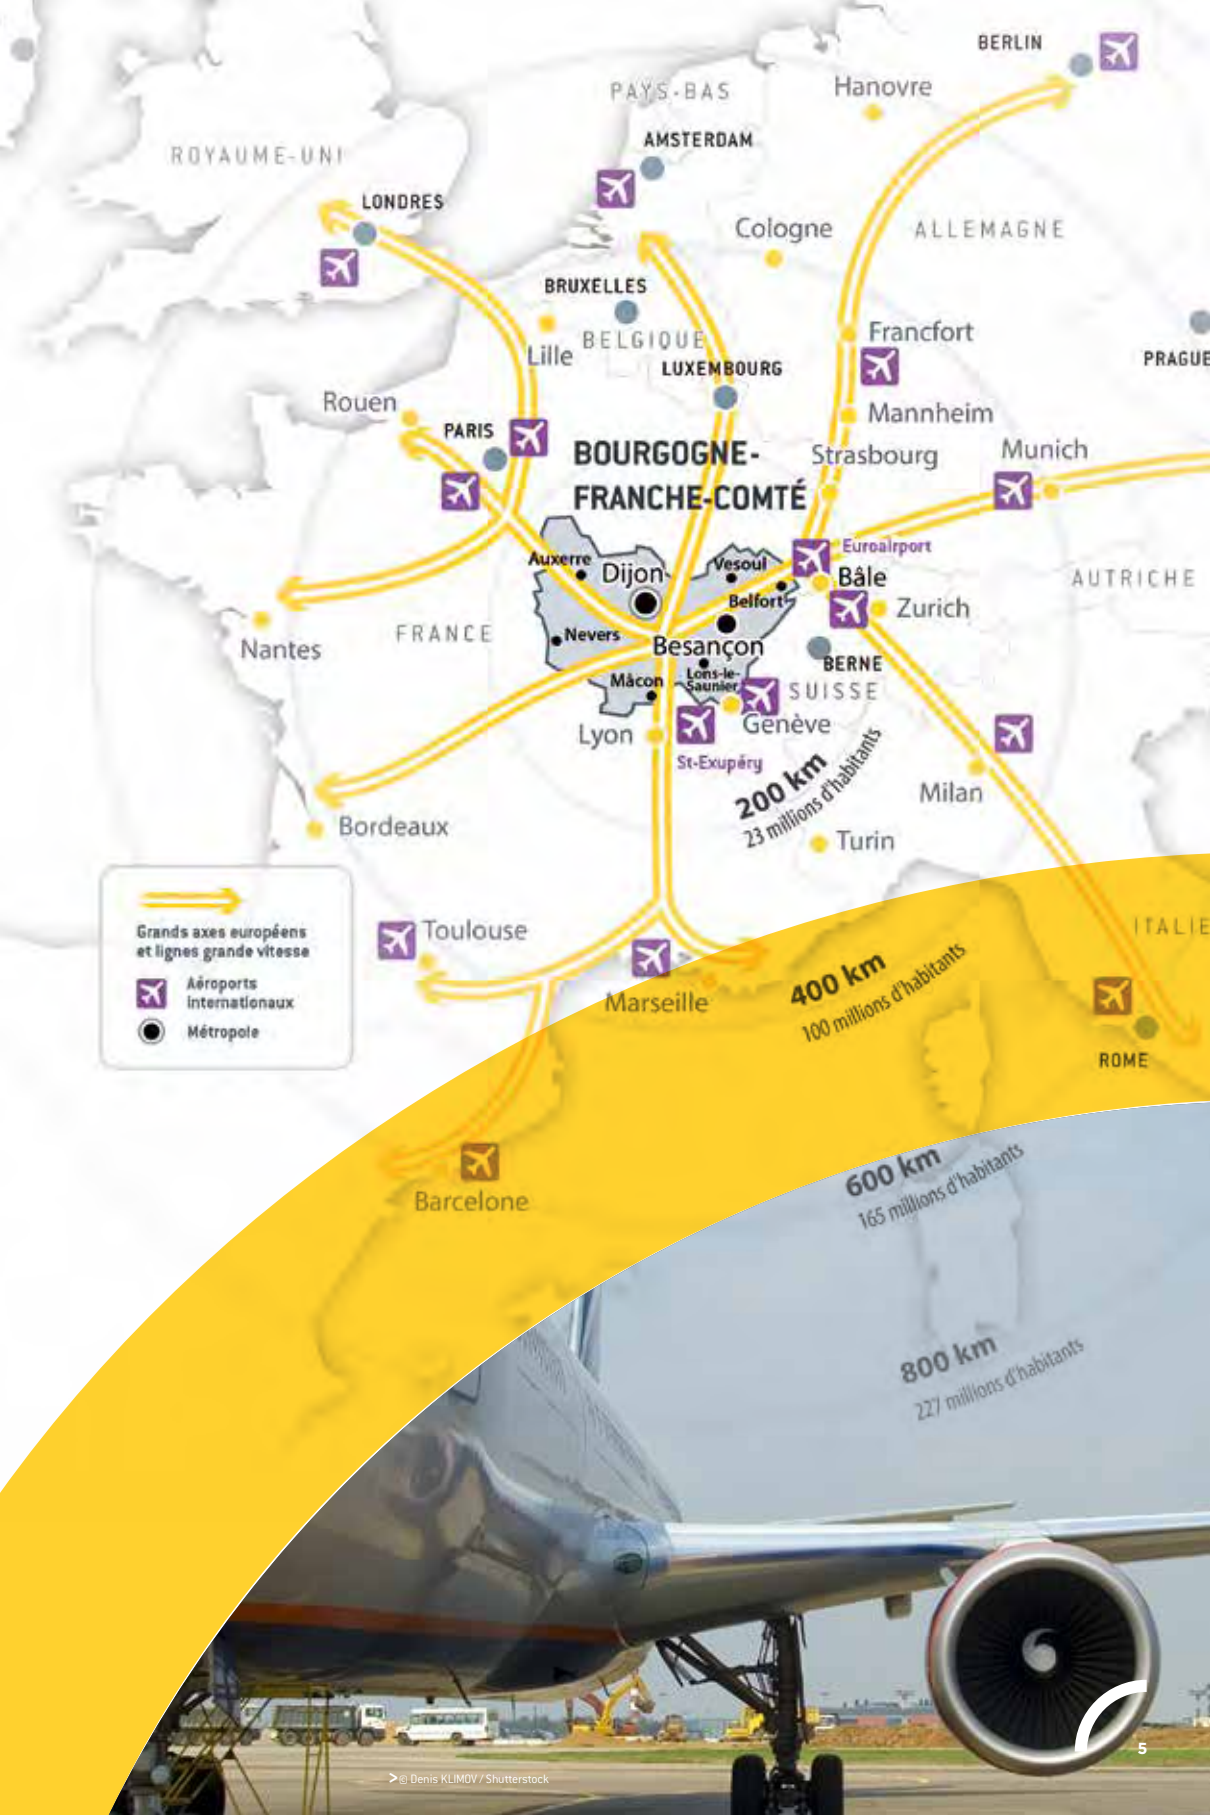 BERLIN
PAYS-BAS
Hanovre
AMSTERDAM
ROYAUME-UNI
LONDRES
Cologne
ALLEMAGNE
BRUXELLES
BELGIQUE
Lille
Francfort
LUXEMBOURG
PRAGUE
Rouen
PARIS
Mannheim
BOURGOGNE-
FRANCHE-COMTÉ
Strasbourg
Munich
Euroairport
Auxerre
Dijon
Vesoul
Bâle
AUTRICHE
Belfort
Zurich
Nantes
FRANCE
Nevers
Besançon
BERNE
Mâcon
Lons-le-
Saunier
SUISSE
Lyon
Genève
St-Exupéry
200 km
23 millions d'habitants
Milan
Bordeaux
Turin
Grands axes européens
et lignes grande vitesse
Aéroports
internationaux
Métropole
Toulouse
ITALIE
Marseille
400 km
100 millions d'habitants
ROME
Barcelone
600 km
165 millions d'habitants
800 km
227 millions d'habitants
5
> © Denis KLIMOV / Shutterstock